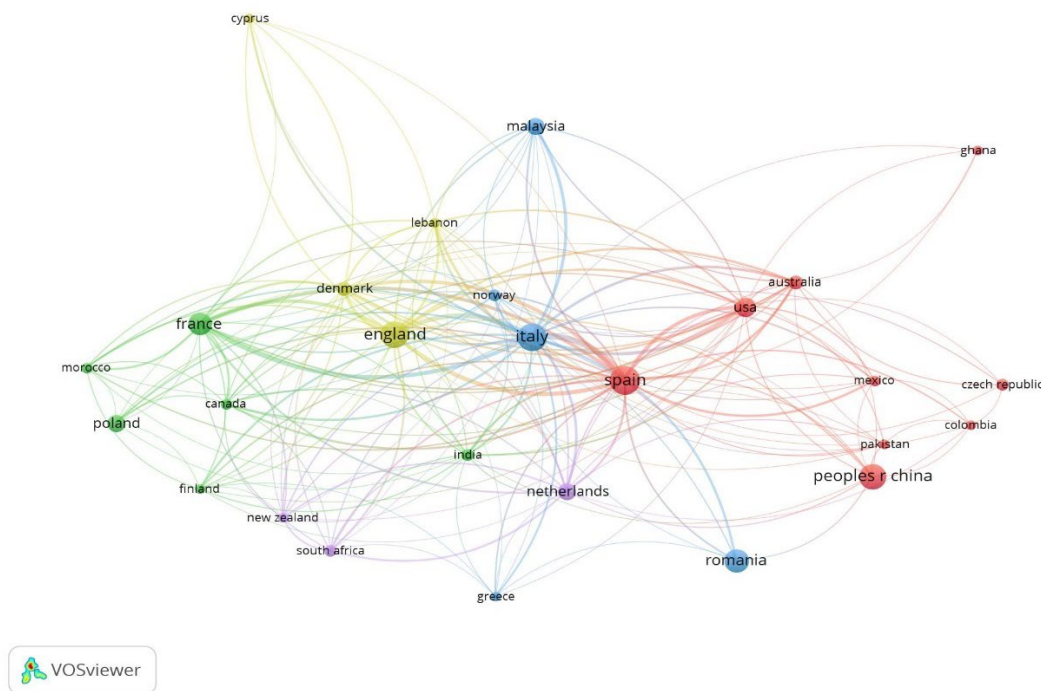 cyprus
malaysia
ghana
lebanon
australia
denmark
norway
usa
france
england
italy
morocco
spain
mexico
czech republic
canada
poland
colombia
pakistan
india
peoples r china
finland
netherlands
new zealand
south africa
romania
greece
VOSviewer